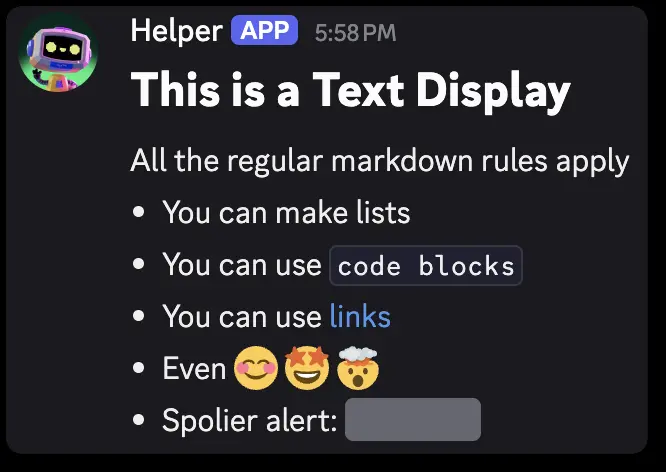 Helper APP 5:58 PM
This is a Text Display
All the regular markdown rules apply
• You can make lists
• You can use code blocks
• You can use links
• Even 😊🤩🤯
• Spolier alert: